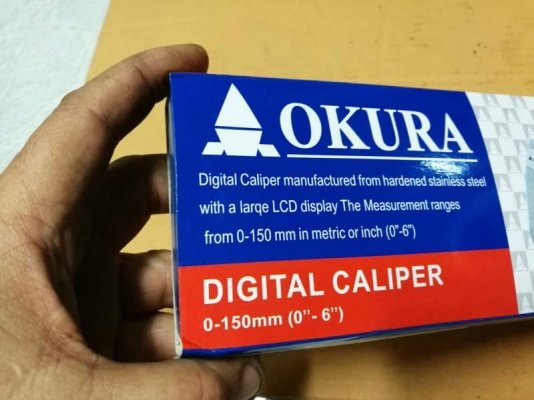 OKURA
Digital Caliper manufactured from hardened stainless steel
with a larqe LCD display The Measurement ranges
from 0-150 mm in metric or inch (0"-6")
DIGITAL CALIPER
0-150mm (0"- 6")